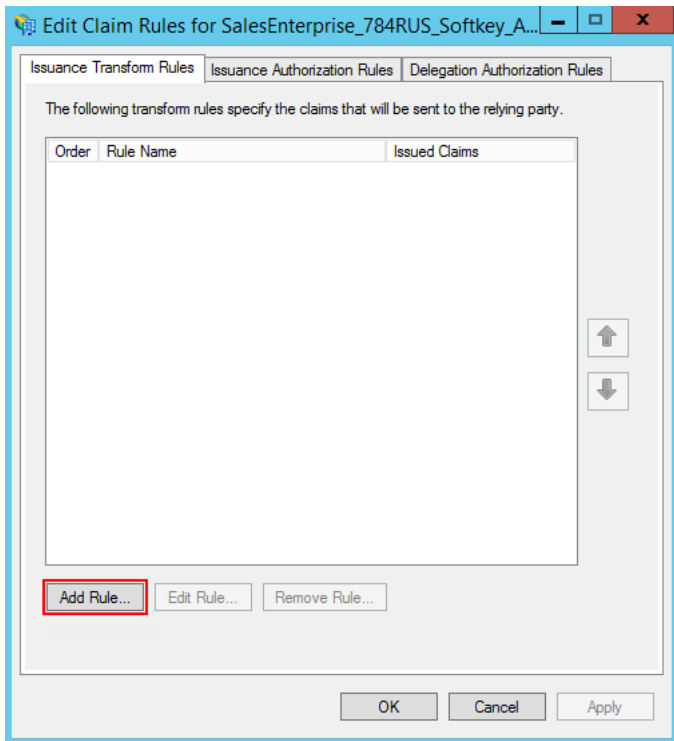 Edit Claim Rules for SalesEnterprise_784RUS_Softkey_A...
Issuance Transform Rules Issuance Authorization Rules Delegation Authorization Rules
The following transform rules specify the claims that will be sent to the relying party.
Order Rule Name Issued Claims
Add Rule... Edit Rule... Remove Rule...
OK Cancel Apply